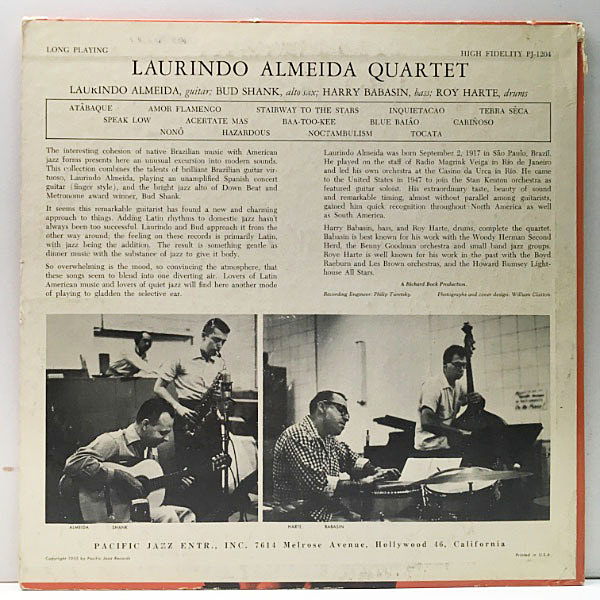 LONG PLAYING
HIGH FIDELITY PJ-1204
LAURINDO ALMEIDA QUARTET
LAURINDO ALMEIDA, guitar; BUD SHANK, alto sax; HARRY BABASIN, bass; ROY HARTE, drums
ATÁBAQUE AMOR FLAMENGO STAIRWAY TO THE STARS INQUIETACAO TERRA SÊCA
SPEAK LOW ACERTATE MAS BAA-TOO-KEE BLUE BAIÃO CARINOSO
NONÔ HAZARDOUS NOCTAMBULISM TOCATA
The interesting cohesion of native Brazilian music with American
jazz forms presents here an unusual excursion into modern sounds.
This collection combines the talents of brilliant Brazilian guitar vir-
tuoso, Laurindo Almeida, playing an unamplified Spanish concert
guitar (finger style), and the bright jazz alto of Down Beat and
Metronome award winner, Bud Shank.
It seems this remarkable guitarist has found a new and charming
approach to things. Adding Latin rhythms to domestic jazz hasn't
always been too successful. Laurindo and Bud approach it from the
other way around; the feeling on these records is primarily Latin,
with jazz being the addition. The result is something gentle as
dinner music with the substance of jazz to give it body.
So overwhelming is the mood, so convincing the atmosphere, that
these songs seem to blend into one diverting air. Lovers of Latin
American music and lovers of quiet jazz will find here another mode
of playing to gladden the selective ear.
Laurindo Almeida was born September 2, 1917 in São Paulo, Brazil.
He played on the staff of Radio Magrink Veiga in Rio de Janeiro
and led his own orchestra at the Casino da Urca in Rio. He came
to the United States in 1947 to join the Stan Kenton orchestra as
featured guitar soloist. His extraordinary taste, beauty of sound
and remarkable timing, almost without parallel among guitarists,
gained him quick recognition throughout North America as well
as South America.
Harry Babasin, bass, and Roy Harte, drums, complete the quartet.
Babasin is best known for his work with the Woody Herman Second
Herd, the Benny Goodman orchestra and small band jazz groups.
Roye Harte is well known for his work in the past with the Boyd
Raeburn and Les Brown orchestras, and the Howard Rumsey Light-
house All Stars.
A Richard Bock Production.
Recording Engineer: Philip Turetsky. Photographs and cover design: William Claxton
ALMEIDA SHANK
HARTE BABASIN
PACIFIC JAZZ ENTR., INC. 7614 Melrose Avenue, Hollywood 46, California
Copyright 1955 by Pacific Jazz Records
Printed in U.S.A.